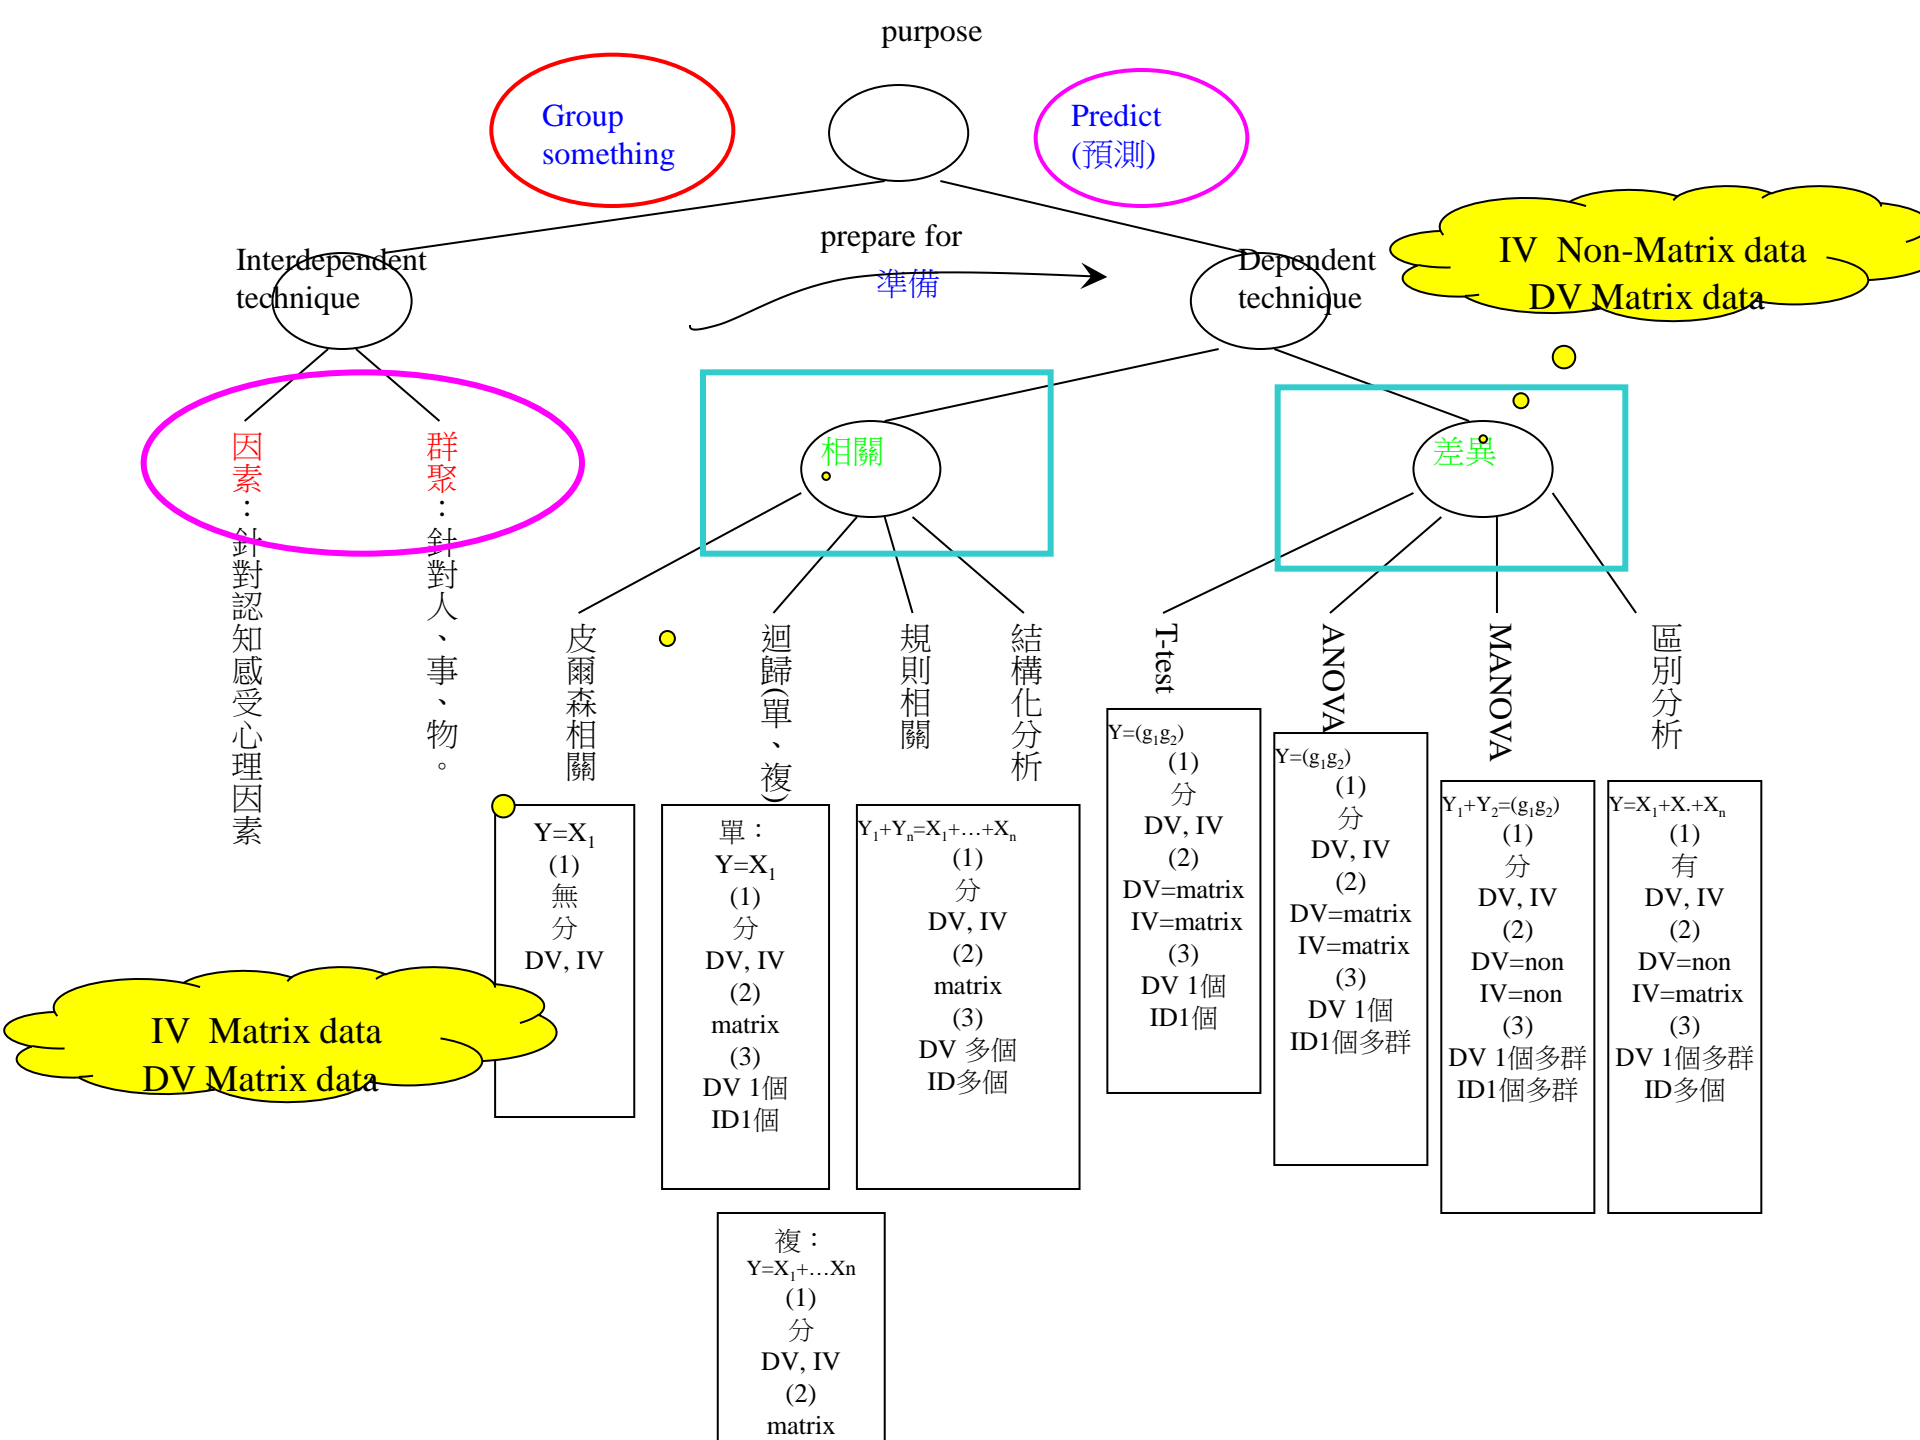 purpose
Group
something
Predict
(預測)
prepare for
準備
Interdependent
technique
Dependent
technique
IV  Non-Matrix data
DV Matrix data
因素：針對認知感受心理因素
群聚：針對人、事、物。
相關
差異
皮爾森相關
迴歸(單、複)
規則相關
結構化分析
T-test
ANOVA
MANOVA
區別分析
Y=X1
(1)
無
分
DV, IV
單：
Y=X1
(1)
分
DV, IV
(2)
matrix
(3)
DV 1個
ID1個
Y1+Yn=X1+…+Xn
(1)
分
DV, IV
(2)
matrix
(3)
DV 多個
ID多個
Y=(g1g2)
(1)
分
DV, IV
(2)
DV=matrix
IV=matrix
(3)
DV 1個
ID1個
Y=(g1g2)
(1)
分
DV, IV
(2)
DV=matrix
IV=matrix
(3)
DV 1個
ID1個多群
Y1+Y2=(g1g2)
(1)
分
DV, IV
(2)
DV=non
IV=non
(3)
DV 1個多群
ID1個多群
Y=X1+X.+Xn
(1)
有
DV, IV
(2)
DV=non
IV=matrix
(3)
DV 1個多群
ID多個
IV  Matrix data
DV Matrix data
複：
Y=X1+…Xn
(1)
分
DV, IV
(2)
matrix